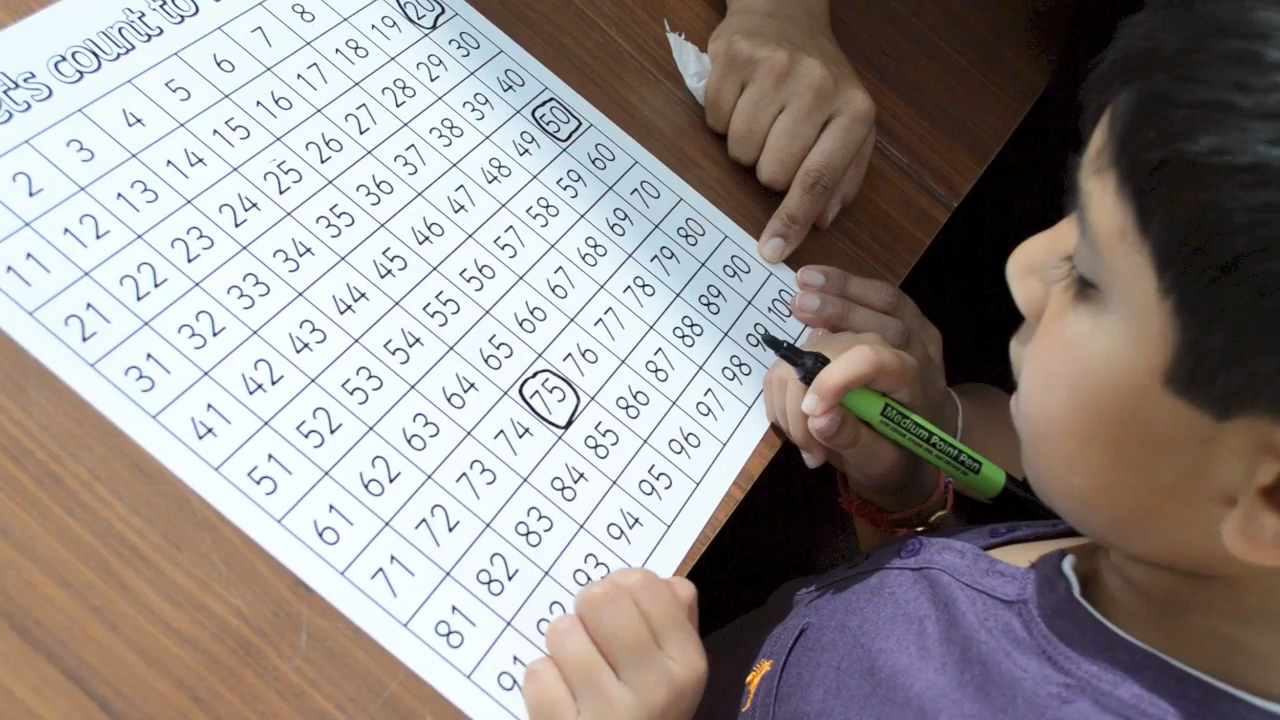 et's count to
2 3 4 5 6 7 8
11 12 13 14 15 16 17 18 19 20
21 22 23 24 25 26 27 28 29 30
31 32 33 34 35 36 37 38 39 40
41 42 43 44 45 46 47 48 49 50
51 52 53 54 55 56 57 58 59 60
61 62 63 64 65 66 67 68 69 70
71 72 73 74 75 76 77 78 79 80
81 82 83 84 85 86 87 88 89 90
91 92 93 94 95 96 97 98 99 100
Medium Point Pen